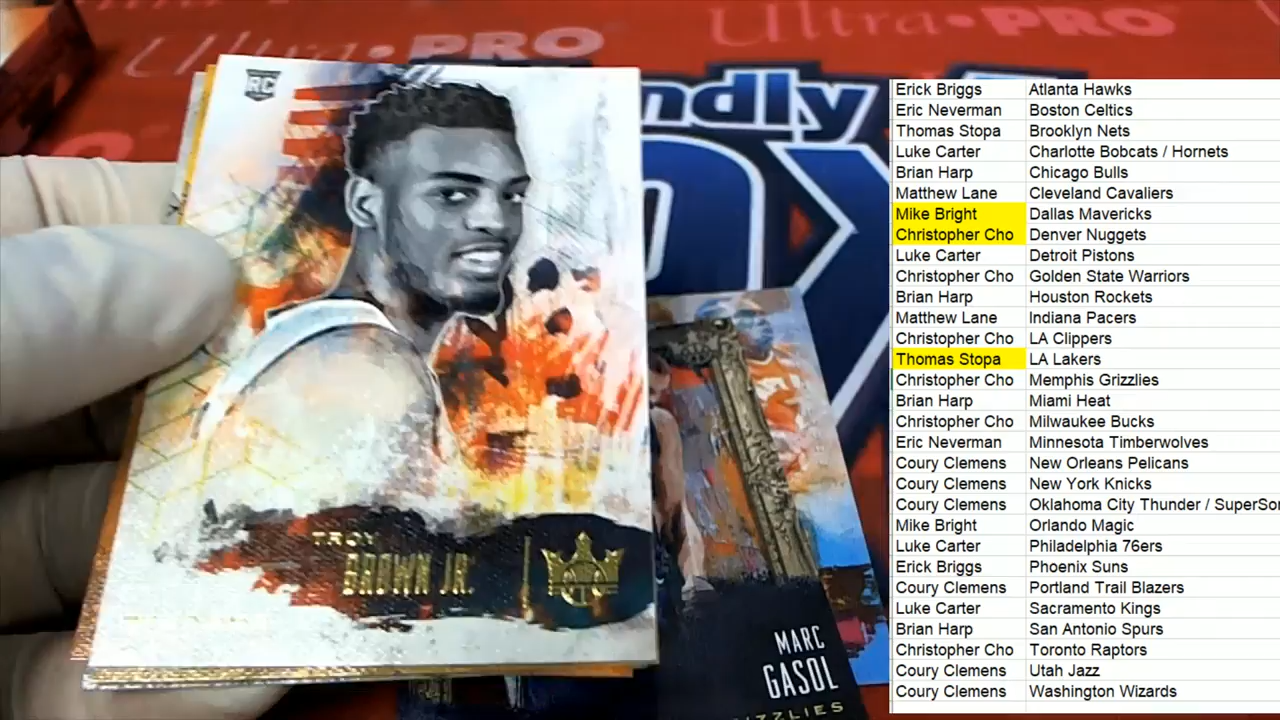 Ultra•PRO
Ultra•PRO
ndly
RC
TROY
BROWN JR.
MARC
GASOL
IZZLIES
Erick Briggs Atlanta Hawks
Eric Neverman Boston Celtics
Thomas Stopa Brooklyn Nets
Luke Carter Charlotte Bobcats / Hornets
Brian Harp Chicago Bulls
Matthew Lane Cleveland Cavaliers
Mike Bright Dallas Mavericks
Christopher Cho Denver Nuggets
Luke Carter Detroit Pistons
Christopher Cho Golden State Warriors
Brian Harp Houston Rockets
Matthew Lane Indiana Pacers
Christopher Cho LA Clippers
Thomas Stopa LA Lakers
Christopher Cho Memphis Grizzlies
Brian Harp Miami Heat
Christopher Cho Milwaukee Bucks
Eric Neverman Minnesota Timberwolves
Coury Clemens New Orleans Pelicans
Coury Clemens New York Knicks
Coury Clemens Oklahoma City Thunder / SuperSo
Mike Bright Orlando Magic
Luke Carter Philadelphia 76ers
Erick Briggs Phoenix Suns
Coury Clemens Portland Trail Blazers
Luke Carter Sacramento Kings
Brian Harp San Antonio Spurs
Christopher Cho Toronto Raptors
Coury Clemens Utah Jazz
Coury Clemens Washington Wizards